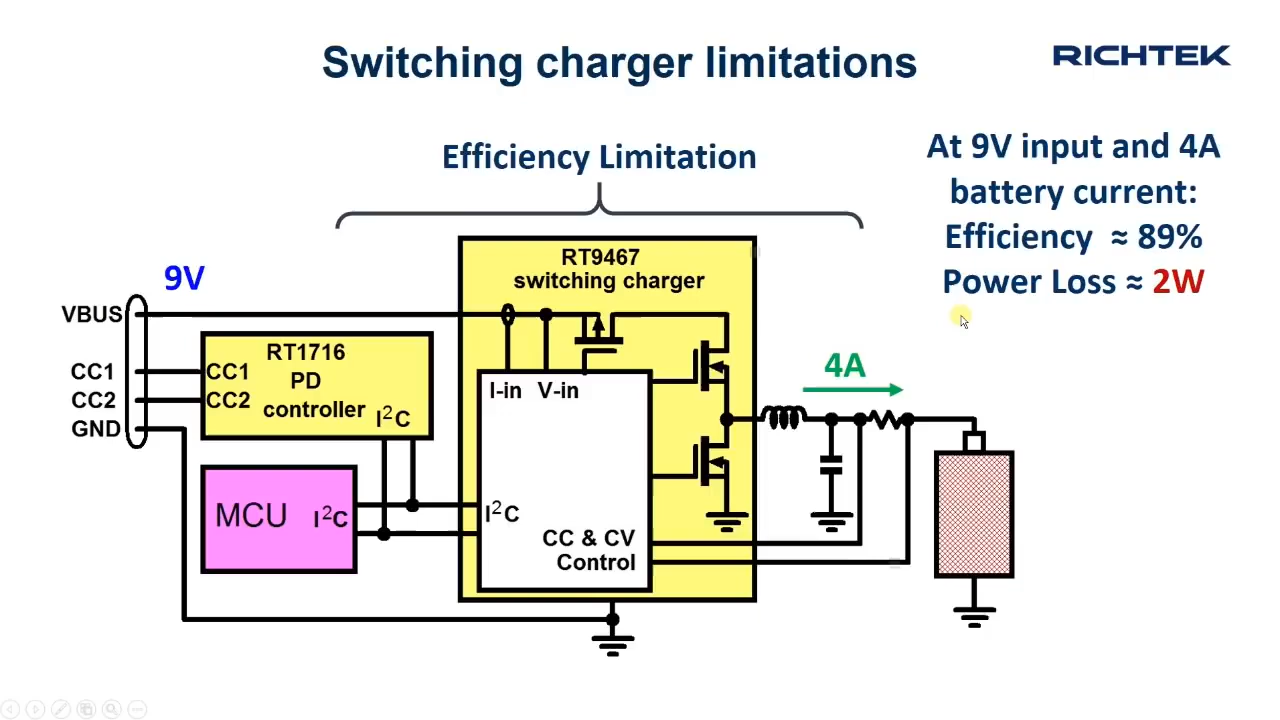 Switching charger limitations
RICHTEK
Efficiency Limitation
At 9V input and 4A
battery current:
Efficiency ≈ 89%
Power Loss ≈ 2W
9V
RT9467
switching charger
VBUS
CC1
CC2
GND
RT1716
PD
controller
CC1
CC2
I²C
I-in
V-in
4A
MCU
I²C
I²C
CC & CV
Control